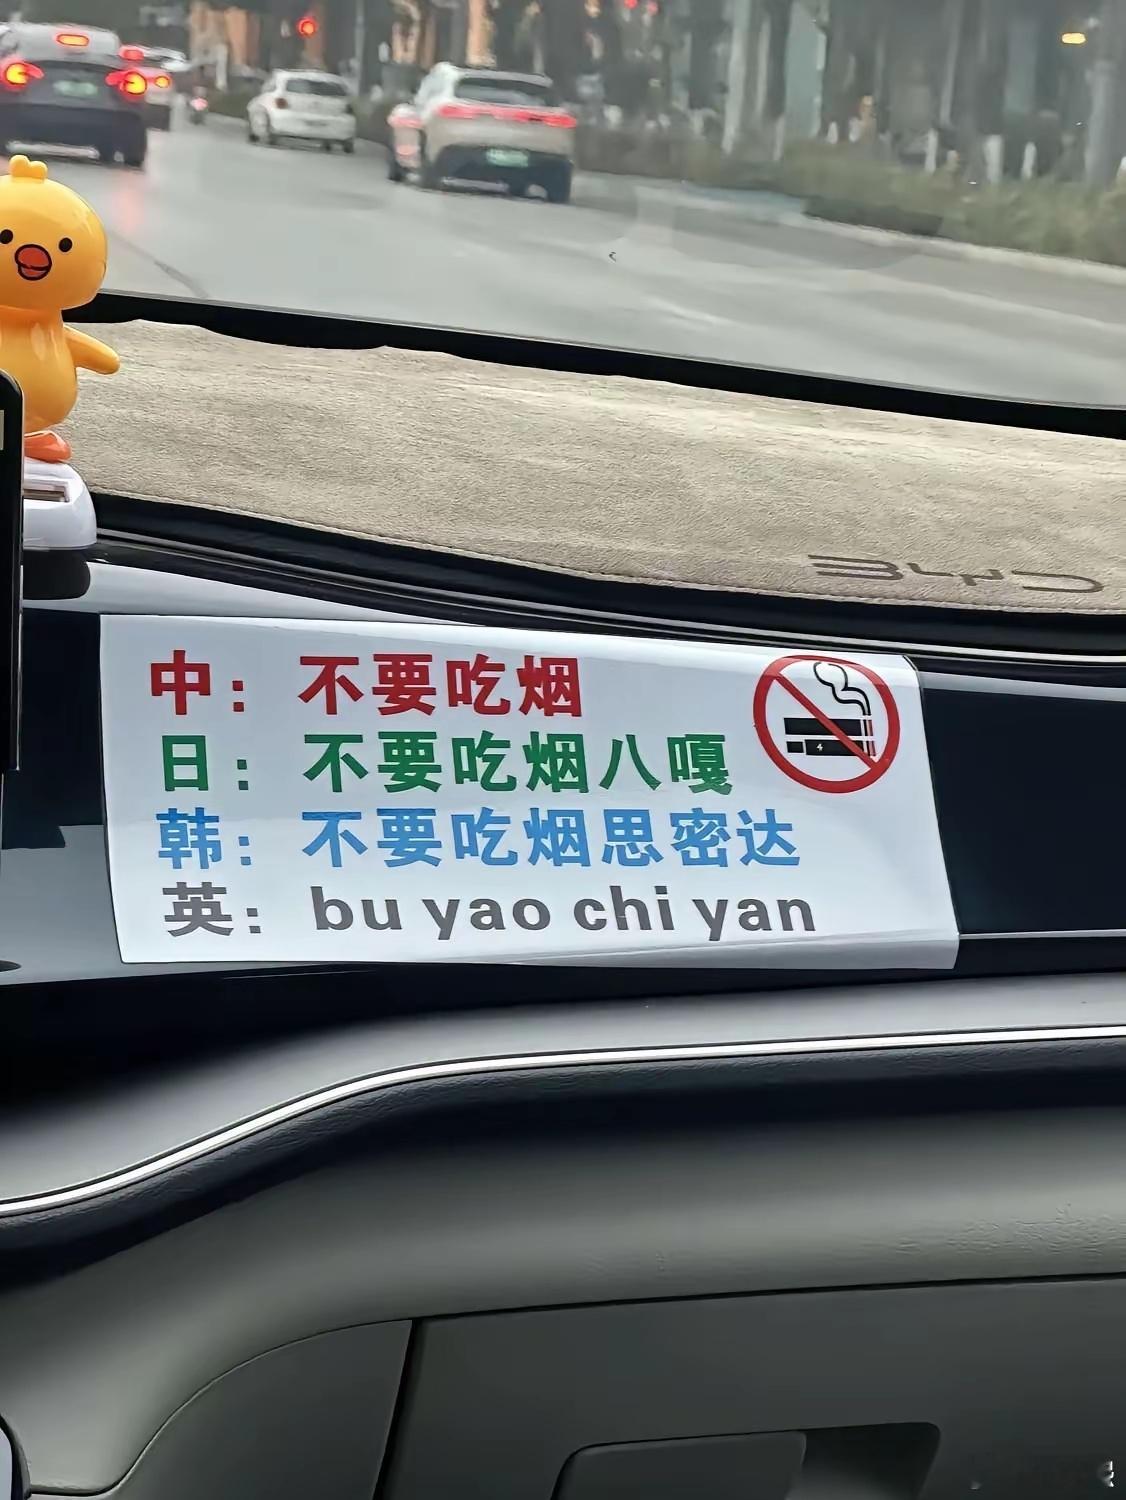 BYD
中：不要吃烟
日：不要吃烟八嘎
韩：不要吃烟思密达
英：bu yao chi yan